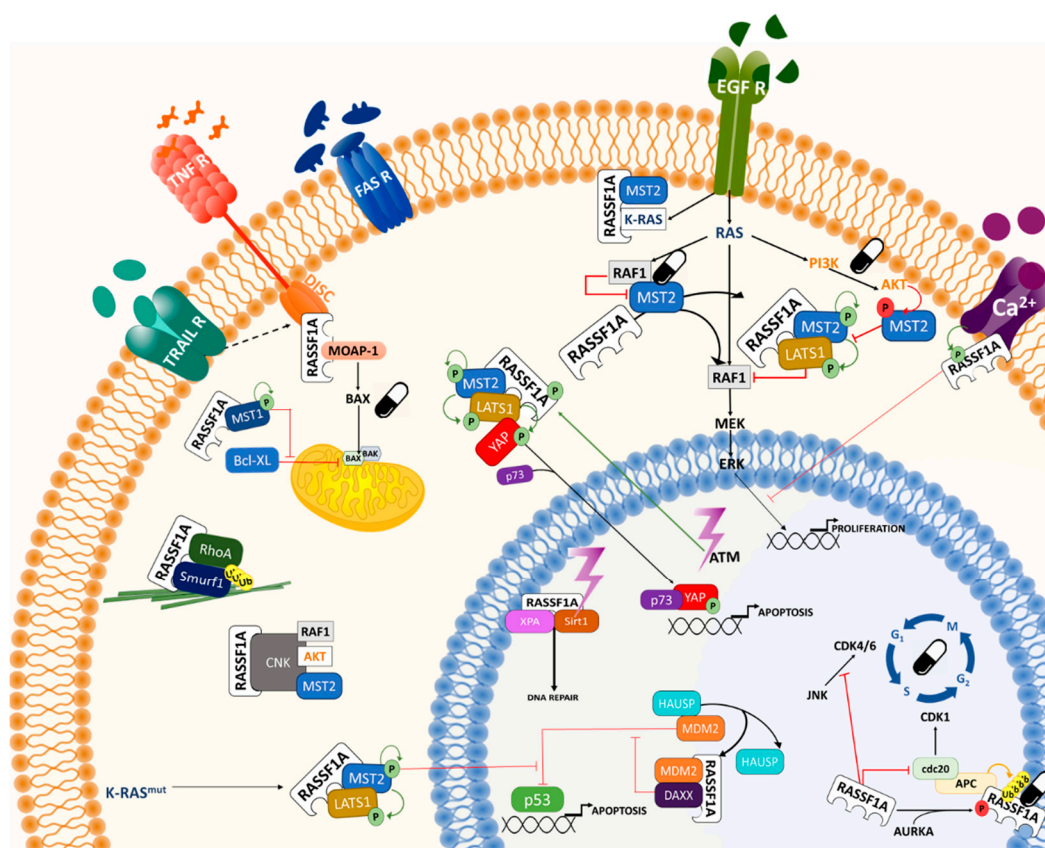 EGF R
TNF R
FAS R
DISC
TRAIL R
Ca2+
RASSF1A
MST2
K-RAS
RAS
PI3K
AKT
P
MST2
RAF1
MST2
RASSF1A
RASSF1A
MST2
P
LATS1
P
P
RASSF1A
RAF1
MEK
ERK
PROLIFERATION
RASSF1A
MOAP-1
BAX
BAX
BAK
RASSF1A
MST1
P
Bcl-XL
P
MST2
RASSF1A
P
LATS1
P
YAP
P
p73
ATM
p73
YAP
P
APOPTOSIS
RASSF1A
RhoA
Smurf1
U
U
Ub
RASSF1A
XPA
Sirt1
DNA REPAIR
RASSF1A
CNK
RAF1
AKT
MST2
K-RASmut
RASSF1A
MST2
P
LATS1
P
HAUSP
MDM2
HAUSP
MDM2
DAXX
RASSF1A
p53
APOPTOSIS
CDK4/6
JNK
G1
M
S
G2
CDK1
cdc20
APC
RASSF1A
AURKA
P
RASSF1A
Ub